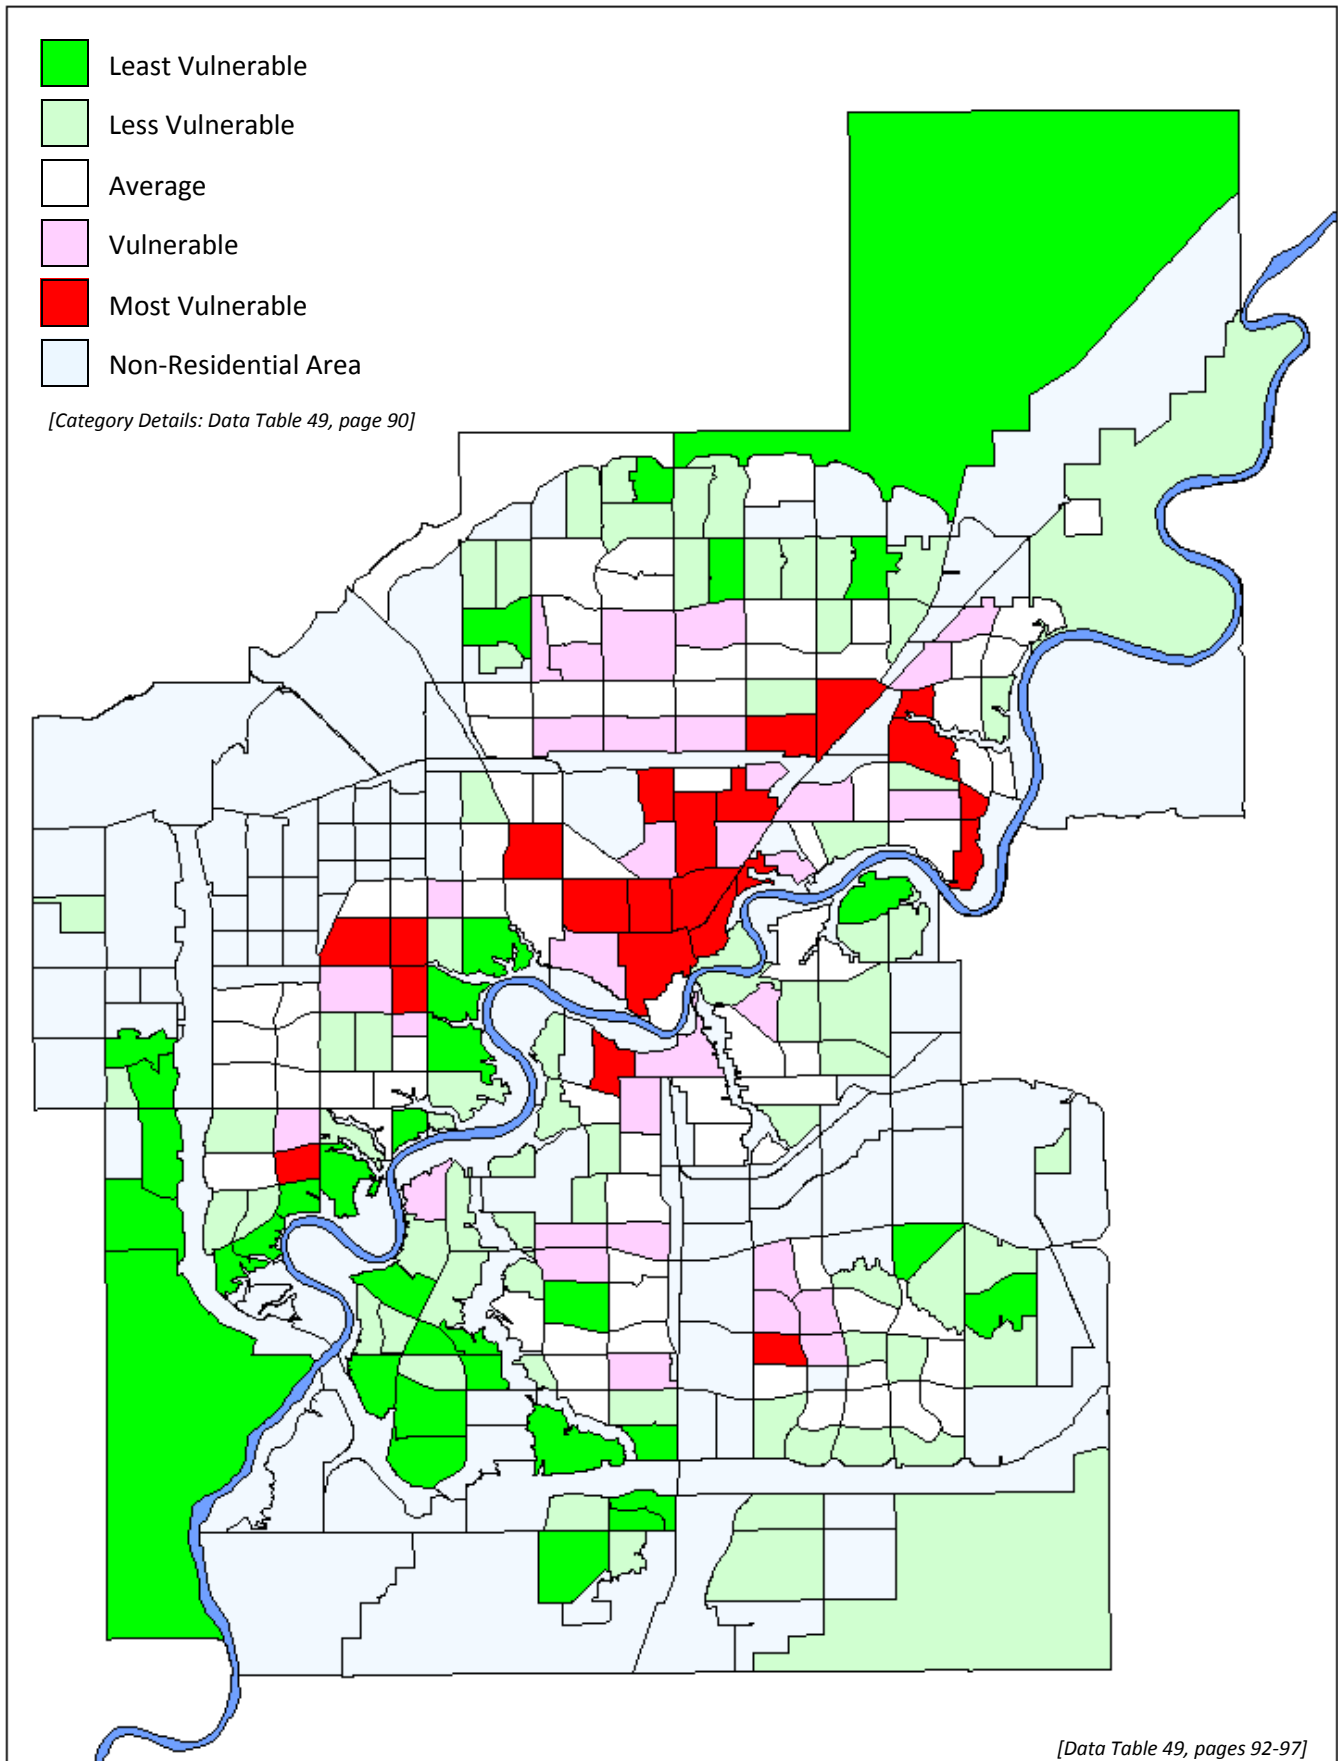 Least Vulnerable
Less Vulnerable
Average
Vulnerable
Most Vulnerable
Non-Residential Area
[Category Details: Data Table 49, page 90]
[Data Table 49, pages 92-97]